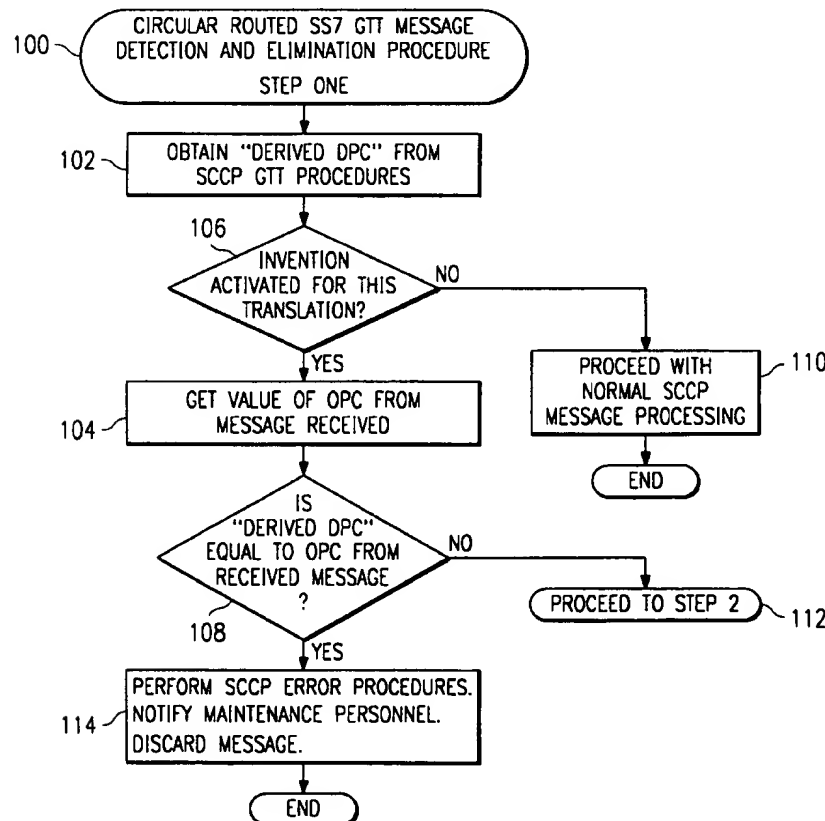 CIRCULAR ROUTED SS7 GTT MESSAGE
DETECTION AND ELIMINATION PROCEDURE
STEP ONE
100
OBTAIN "DERIVED DPC" FROM
SCCP GTT PROCEDURES
102
106
INVENTION
ACTIVATED FOR THIS
TRANSLATION?
NO
YES
PROCEED WITH
NORMAL SCCP
MESSAGE PROCESSING
110
END
GET VALUE OF OPC FROM
MESSAGE RECEIVED
104
IS
"DERIVED DPC"
EQUAL TO OPC FROM
RECEIVED MESSAGE
?
NO
108
YES
PROCEED TO STEP 2
112
PERFORM SCCP ERROR PROCEDURES.
NOTIFY MAINTENANCE PERSONNEL.
DISCARD MESSAGE.
114
END